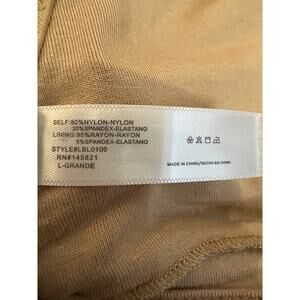 SELF:80%NYLON-NYLON
20%SPANDEX-ELASTANO
LINING:95%RAYON-RAYON
5%SPANDEX-ELASTANO
STYLE#LBL0100
RN#145821
L-GRANDE
MADE IN CHINA/HECHO EN CHINA